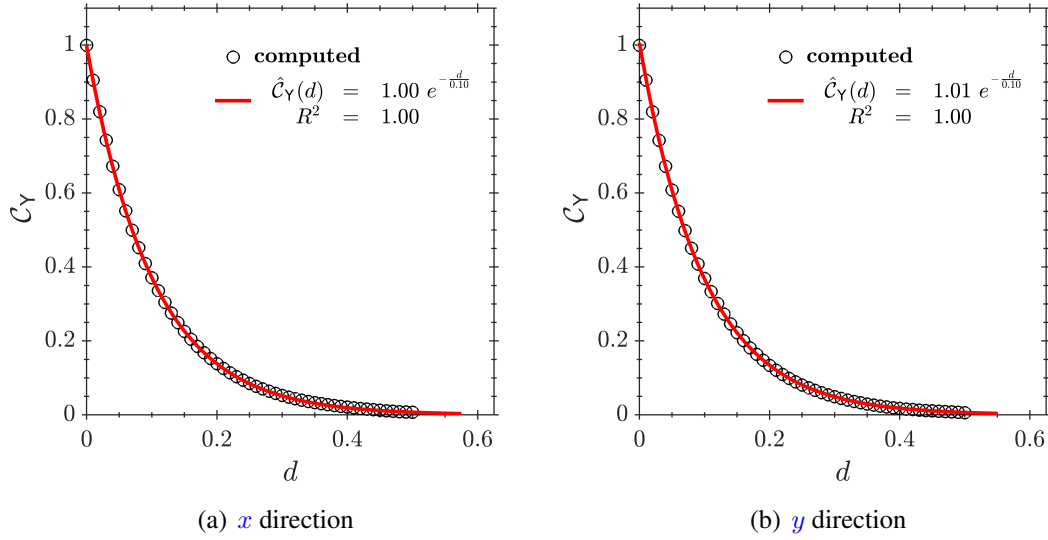 1
0.8
0.6
0.4
0.2
0
0 0.2 0.4 0.6
𝒞_Y
d
computed
𝒞̂_Y(d) = 1.00 e^{-d/0.10}
R² = 1.00
(a) x direction
1
0.8
0.6
0.4
0.2
0
0 0.2 0.4 0.6
𝒞_Y
d
computed
𝒞̂_Y(d) = 1.01 e^{-d/0.10}
R² = 1.00
(b) y direction